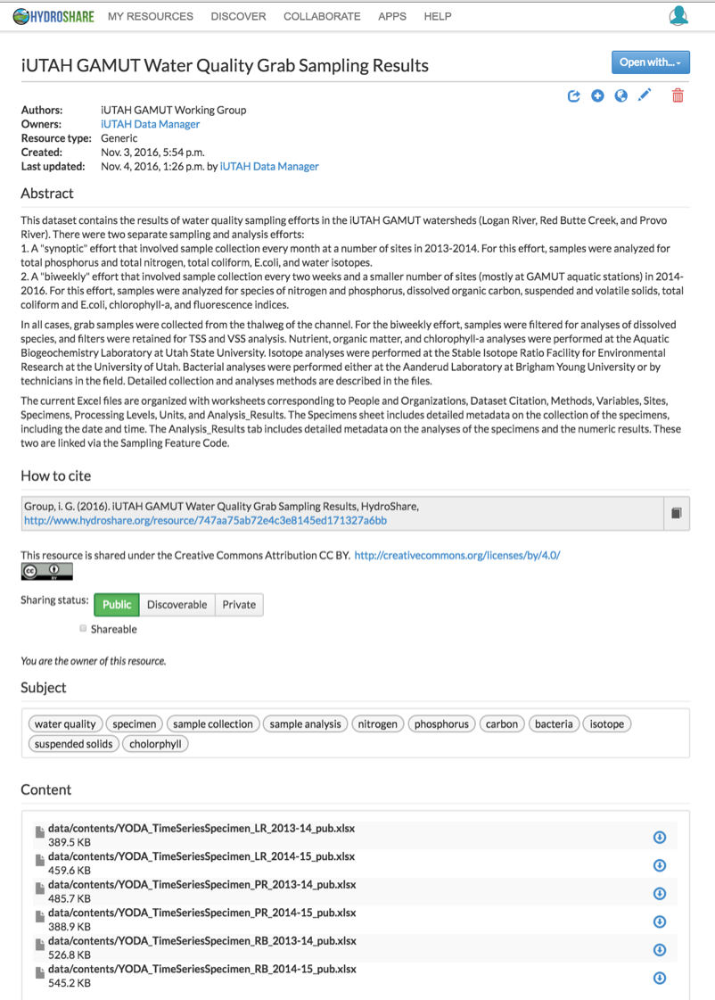 HYDROSHARE MY RESOURCES DISCOVER COLLABORATE APPS HELP
iUTAH GAMUT Water Quality Grab Sampling Results
Open with...
Authors: iUTAH GAMUT Working Group
Owners: iUTAH Data Manager
Resource type: Generic
Created: Nov. 3, 2016, 5:54 p.m.
Last updated: Nov. 4, 2016, 1:26 p.m. by iUTAH Data Manager
Abstract
This dataset contains the results of water quality sampling efforts in the iUTAH GAMUT watersheds (Logan River, Red Butte Creek, and Provo
River). There were two separate sampling and analysis efforts:
1. A "synoptic" effort that involved sample collection every month at a number of sites in 2013-2014. For this effort, samples were analyzed for
total phosphorus and total nitrogen, total coliform, E.coli, and water isotopes.
2. A "biweekly" effort that involved sample collection every two weeks and a smaller number of sites (mostly at GAMUT aquatic stations) in 2014-
2016. For this effort, samples were analyzed for species of nitrogen and phosphorus, dissolved organic carbon, suspended and volatile solids, total
coliform and E.coli, chlorophyll-a, and fluorescence indices.
In all cases, grab samples were collected from the thalweg of the channel. For the biweekly effort, samples were filtered for analyses of dissolved
species, and filters were retained for TSS and VSS analysis. Nutrient, organic matter, and chlorophyll-a analyses were performed at the Aquatic
Biogeochemistry Laboratory at Utah State University. Isotope analyses were performed at the Stable Isotope Ratio Facility for Environmental
Research at the University of Utah. Bacterial analyses were performed either at the Aanderud Laboratory at Brigham Young University or by
technicians in the field. Detailed collection and analyses methods are described in the files.
The current Excel files are organized with worksheets corresponding to People and Organizations, Dataset Citation, Methods, Variables, Sites,
Specimens, Processing Levels, Units, and Analysis_Results. The Specimens sheet includes detailed metadata on the collection of the specimens,
including the date and time. The Analysis_Results tab includes detailed metadata on the analyses of the specimens and the numeric results. These
two are linked via the Sampling Feature Code.
How to cite
Group, i. G. (2016). iUTAH GAMUT Water Quality Grab Sampling Results, HydroShare,
http://www.hydroshare.org/resource/747aa75ab72e4c3e8145ed171327a6bb
This resource is shared under the Creative Commons Attribution CC BY. http://creativecommons.org/licenses/by/4.0/
cc BY
Sharing status: Public Discoverable Private
Shareable
You are the owner of this resource.
Subject
water quality specimen sample collection sample analysis nitrogen phosphorus carbon bacteria isotope
suspended solids cholorphyll
Content
data/contents/YODA_TimeSeriesSpecimen_LR_2013-14_pub.xlsx
389.5 KB
data/contents/YODA_TimeSeriesSpecimen_LR_2014-15_pub.xlsx
459.6 KB
data/contents/YODA_TimeSeriesSpecimen_PR_2013-14_pub.xlsx
485.7 KB
data/contents/YODA_TimeSeriesSpecimen_PR_2014-15_pub.xlsx
388.9 KB
data/contents/YODA_TimeSeriesSpecimen_RB_2013-14_pub.xlsx
526.8 KB
data/contents/YODA_TimeSeriesSpecimen_RB_2014-15_pub.xlsx
545.2 KB